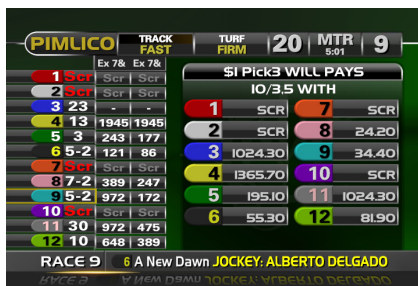 PIMLICO TRACK FAST TURF FIRM 20 MTR 5:01 9
Ex 7& Ex 7&
1 Scr Scr Scr
2 Scr Scr Scr
3 23 - -
4 13 1945 1945
5 3 243 177
6 5-2 121 86
7 Scr Scr Scr
8 7-2 389 247
9 5-2 972 172
10 Scr Scr Scr
11 30 972 475
12 10 648 389
$1 Pick3 WILL PAYS
10/3,5 WITH
1 SCR 7 SCR
2 SCR 8 24.20
3 1024.30 9 34.40
4 1365.70 10 SCR
5 195.10 11 1024.30
6 55.30 12 81.90
RACE 9 6 A New Dawn JOCKEY: ALBERTO DELGADO